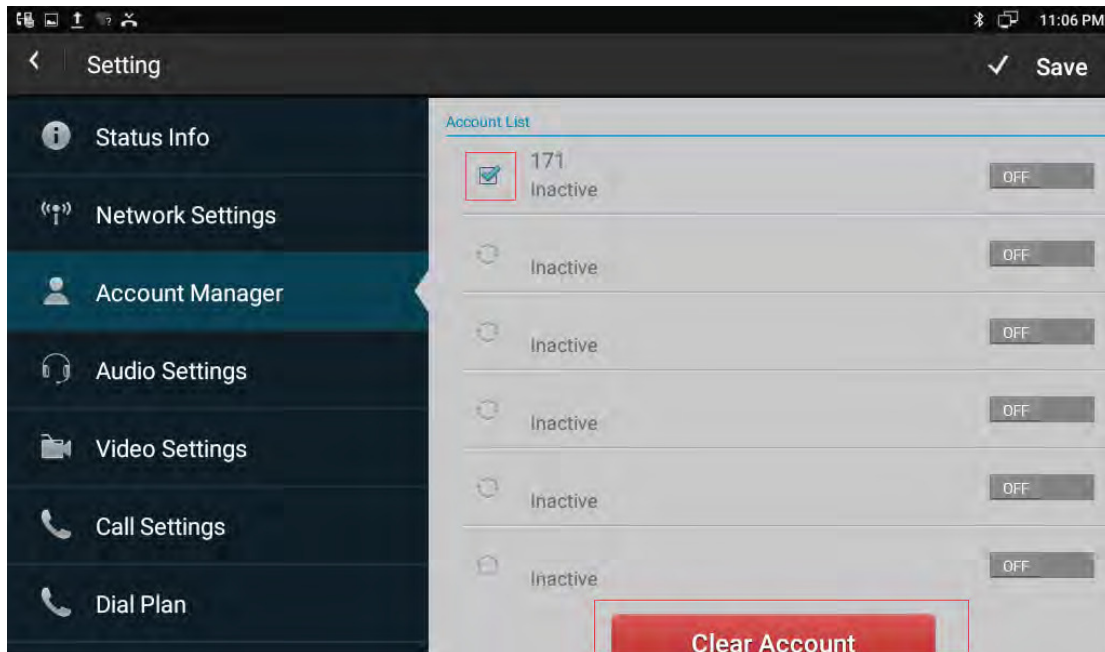 11:06 PM
Setting
Save
Status Info
Network Settings
Account Manager
Audio Settings
Video Settings
Call Settings
Dial Plan
Account List
171
Inactive
OFF
Inactive
OFF
Inactive
OFF
Inactive
OFF
Inactive
OFF
Inactive
OFF
Clear Account